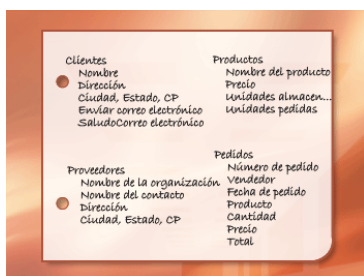 Clientes
Nombre
Dirección
Ciudad, Estado, CP
Enviar correo electrónico
SaludoCorreo electrónico
Productos
Nombre del producto
Precio
Unidades almacen...
Unidades pedidas
Proveedores
Nombre de la organización
Nombre del contacto
Dirección
Ciudad, Estado, CP
Pedidos
Número de pedido
Vendedor
Fecha de pedido
Producto
Cantidad
Precio
Total